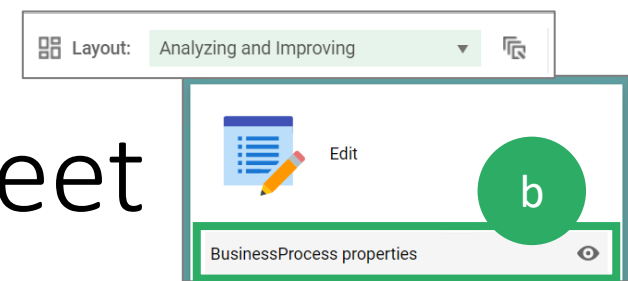 Layout: Analyzing and Improving
Edit
eet
b
BusinessProcess properties